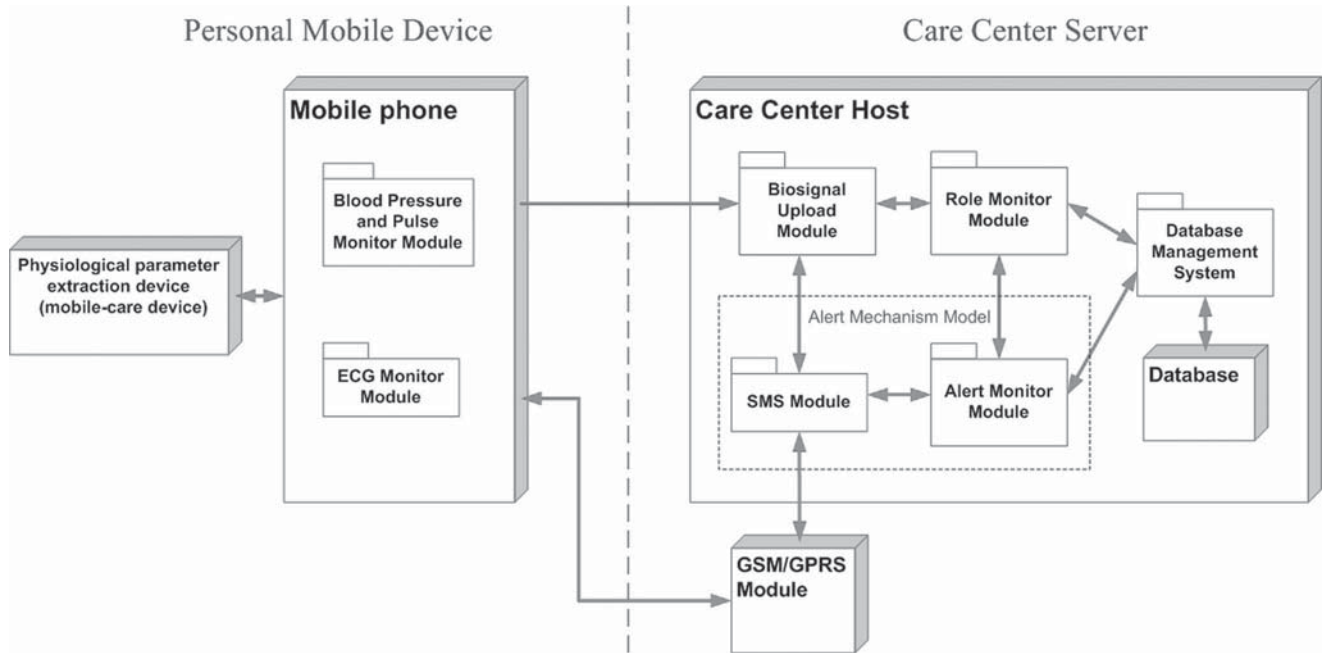 Personal Mobile Device
Care Center Server
Mobile phone
Blood Pressure
and Pulse
Monitor Module
ECG Monitor
Module
Physiological parameter
extraction device
(mobile-care device)
Care Center Host
Biosignal
Upload
Module
Role Monitor
Module
Database
Management
System
Alert Mechanism Model
SMS Module
Alert Monitor
Module
Database
GSM/GPRS
Module